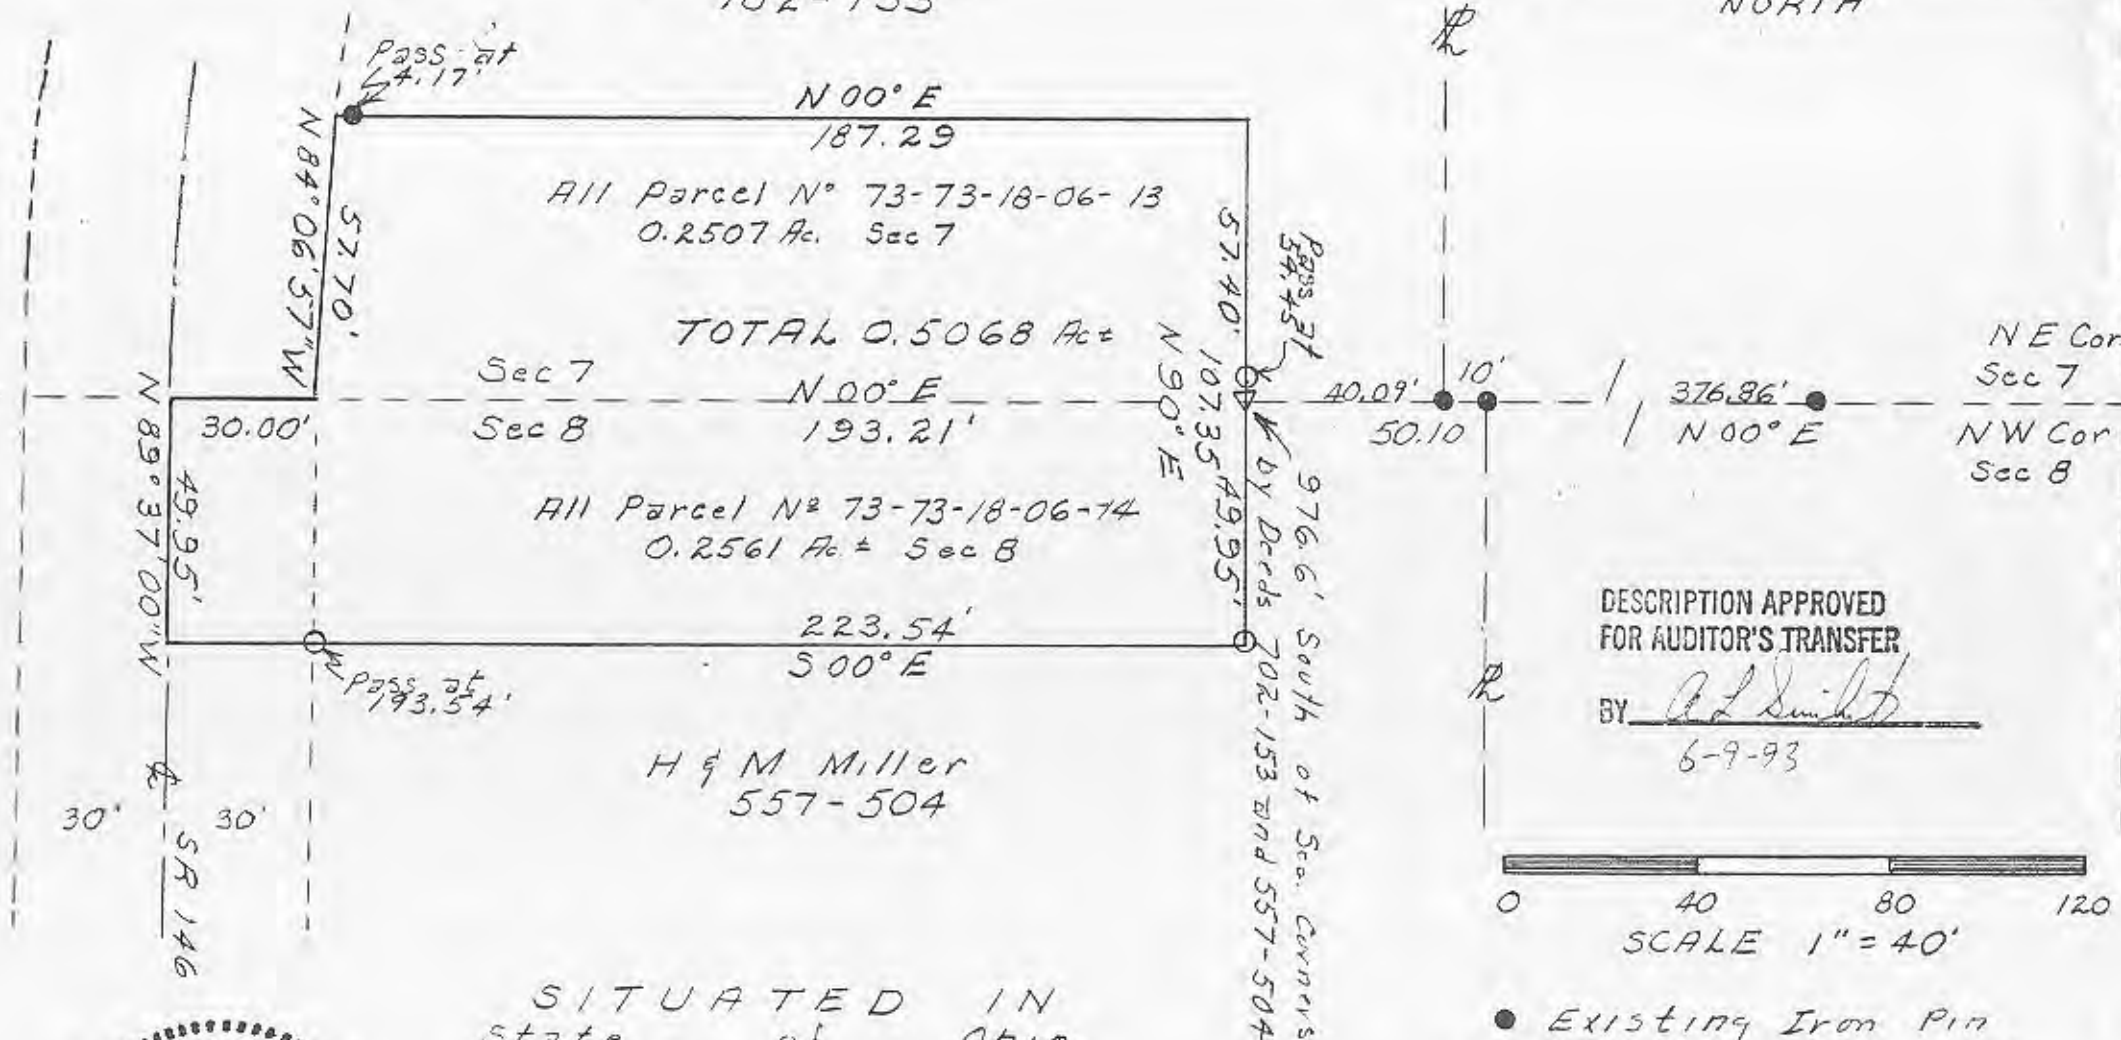 NORTH
Pass at
4.17'
N 00° E
187.29
N 84° 06' 57" W
57.70'
All Parcel N° 73-73-18-06-13
0.2507 Ac. Sec 7
57.40'
Pass at
54.45'
TOTAL 0.5068 Ac±
N 90° E
107.35
Sec 7
N 00° E
Sec 8
193.21'
30.00'
40.09'
10'
50.10
376.86'
N 00° E
NE Cor
Sec 7
NW Cor
Sec 8
N 89° 37' 00" W
49.95'
All Parcel Nº 73-73-18-06-14
0.2561 Ac ± Sec 8
49.95'
976.6' South of Sec. Corners
by Deeds 702-153 and 557-504
223.54'
S 00° E
Pass at
193.54'
H & M Miller
557-504
DESCRIPTION APPROVED
FOR AUDITOR'S TRANSFER
BY
6-9-93
30'
30'
SR 146
0 40 80 120
SCALE 1" = 40'
SITUATED IN
State of Ohio
● Existing Iron Pin